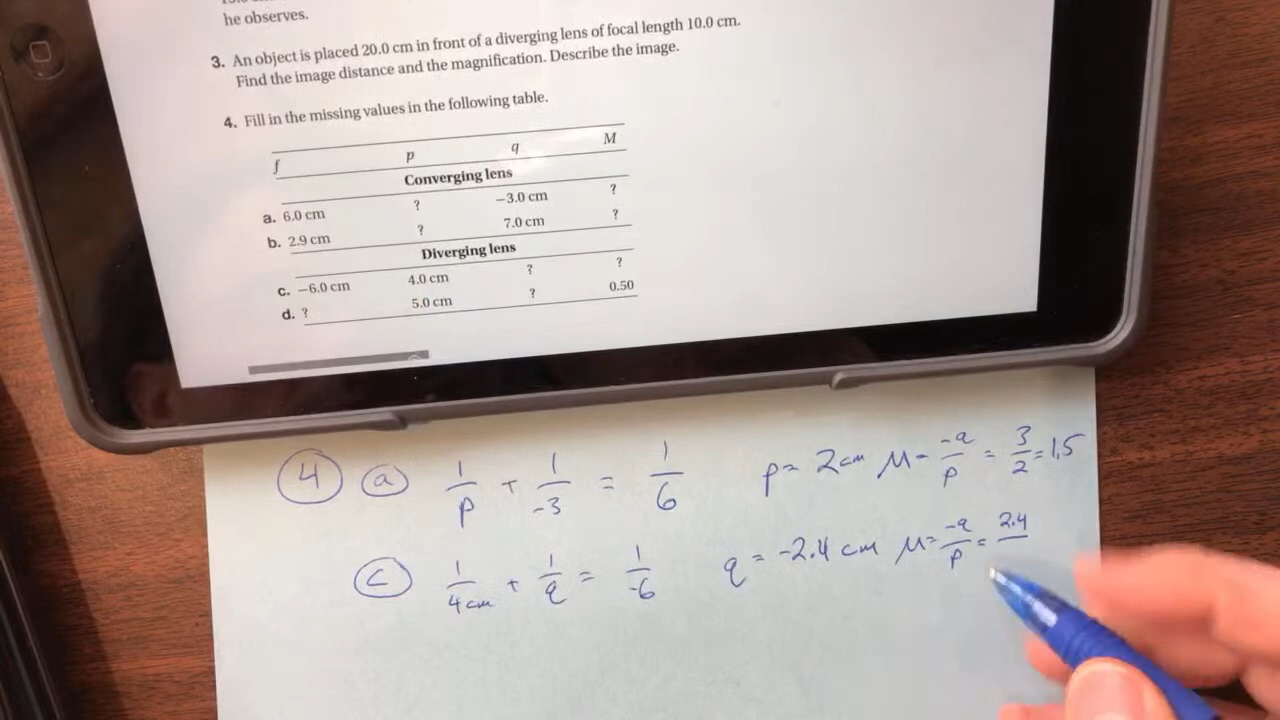 he observes.
3. An object is placed 20.0 cm in front of a diverging lens of focal length 10.0 cm.
Find the image distance and the magnification. Describe the image.
4. Fill in the missing values in the following table.
f p q M
Converging lens
a. 6.0 cm ? −3.0 cm ?
b. 2.9 cm ? 7.0 cm ?
Diverging lens
c. −6.0 cm 4.0 cm ? ?
d. ? 5.0 cm ? 0.50
4 a 1/p + 1/-3 = 1/6 p = 2 cm M = -q/p = 3/2 = 1.5
c 1/4cm + 1/q = 1/-6 q = -2.4 cm M = -q/p = 2.4